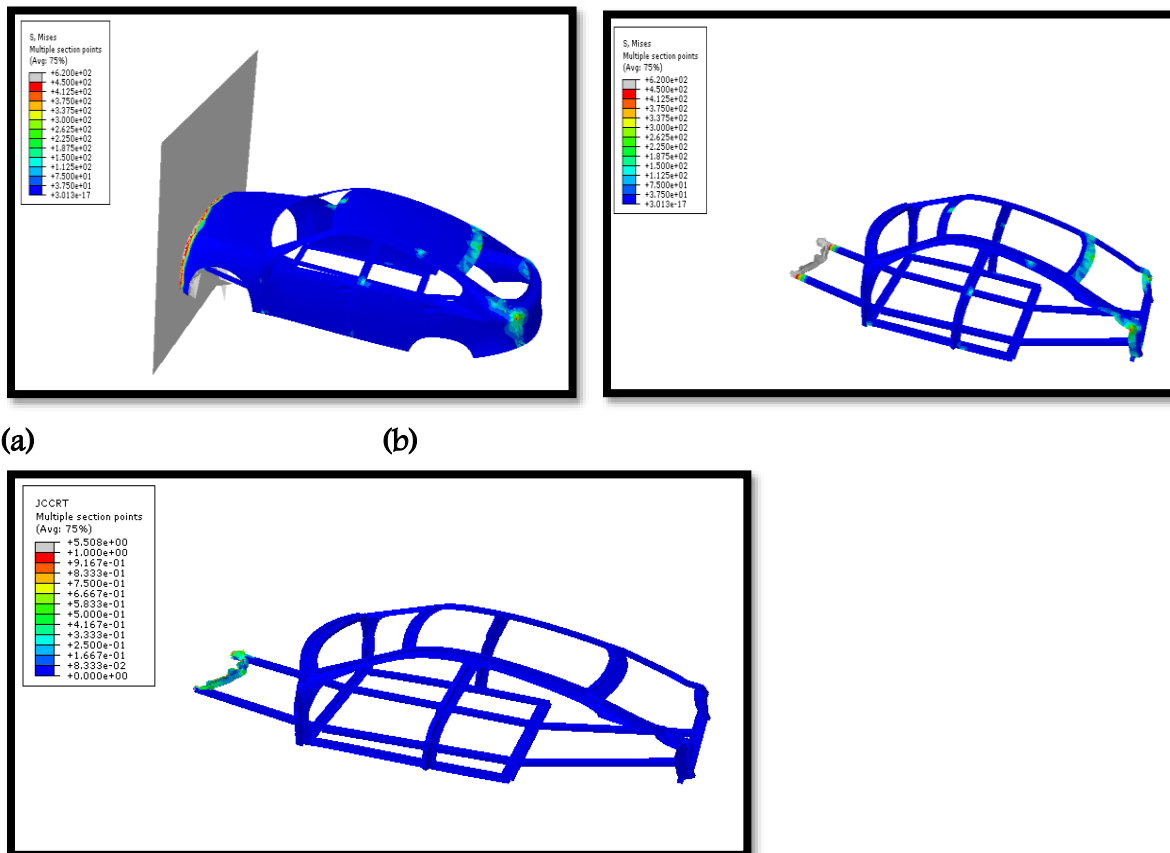 S, Mises
Multiple section points
(Avg: 75%)
+6.200e+02
+4.500e+02
+4.125e+02
+3.750e+02
+3.375e+02
+3.000e+02
+2.625e+02
+2.250e+02
+1.875e+02
+1.500e+02
+1.125e+02
+7.500e+01
+3.750e+01
+3.013e-17
S, Mises
Multiple section points
(Avg: 75%)
+6.200e+02
+4.500e+02
+4.125e+02
+3.750e+02
+3.375e+02
+3.000e+02
+2.625e+02
+2.250e+02
+1.875e+02
+1.500e+02
+1.125e+02
+7.500e+01
+3.750e+01
+3.013e-17
(a) (b)
JCCRT
Multiple section points
(Avg: 75%)
+5.508e+00
+1.000e+00
+9.167e-01
+8.333e-01
+7.500e-01
+6.667e-01
+5.833e-01
+5.000e-01
+4.167e-01
+3.333e-01
+2.500e-01
+1.667e-01
+8.333e-02
+0.000e+00